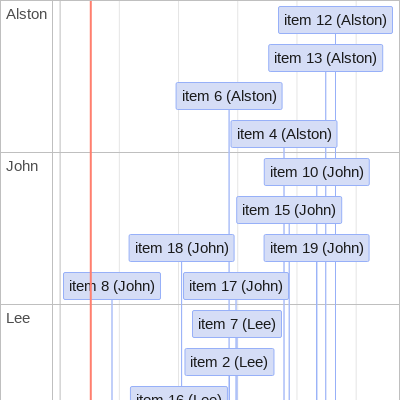 Alston
item 12 (Alston)
item 13 (Alston)
item 6 (Alston)
item 4 (Alston)
John
item 10 (John)
item 15 (John)
item 18 (John)
item 19 (John)
item 8 (John)
item 17 (John)
Lee
item 7 (Lee)
item 2 (Lee)
item 16 (Lee)